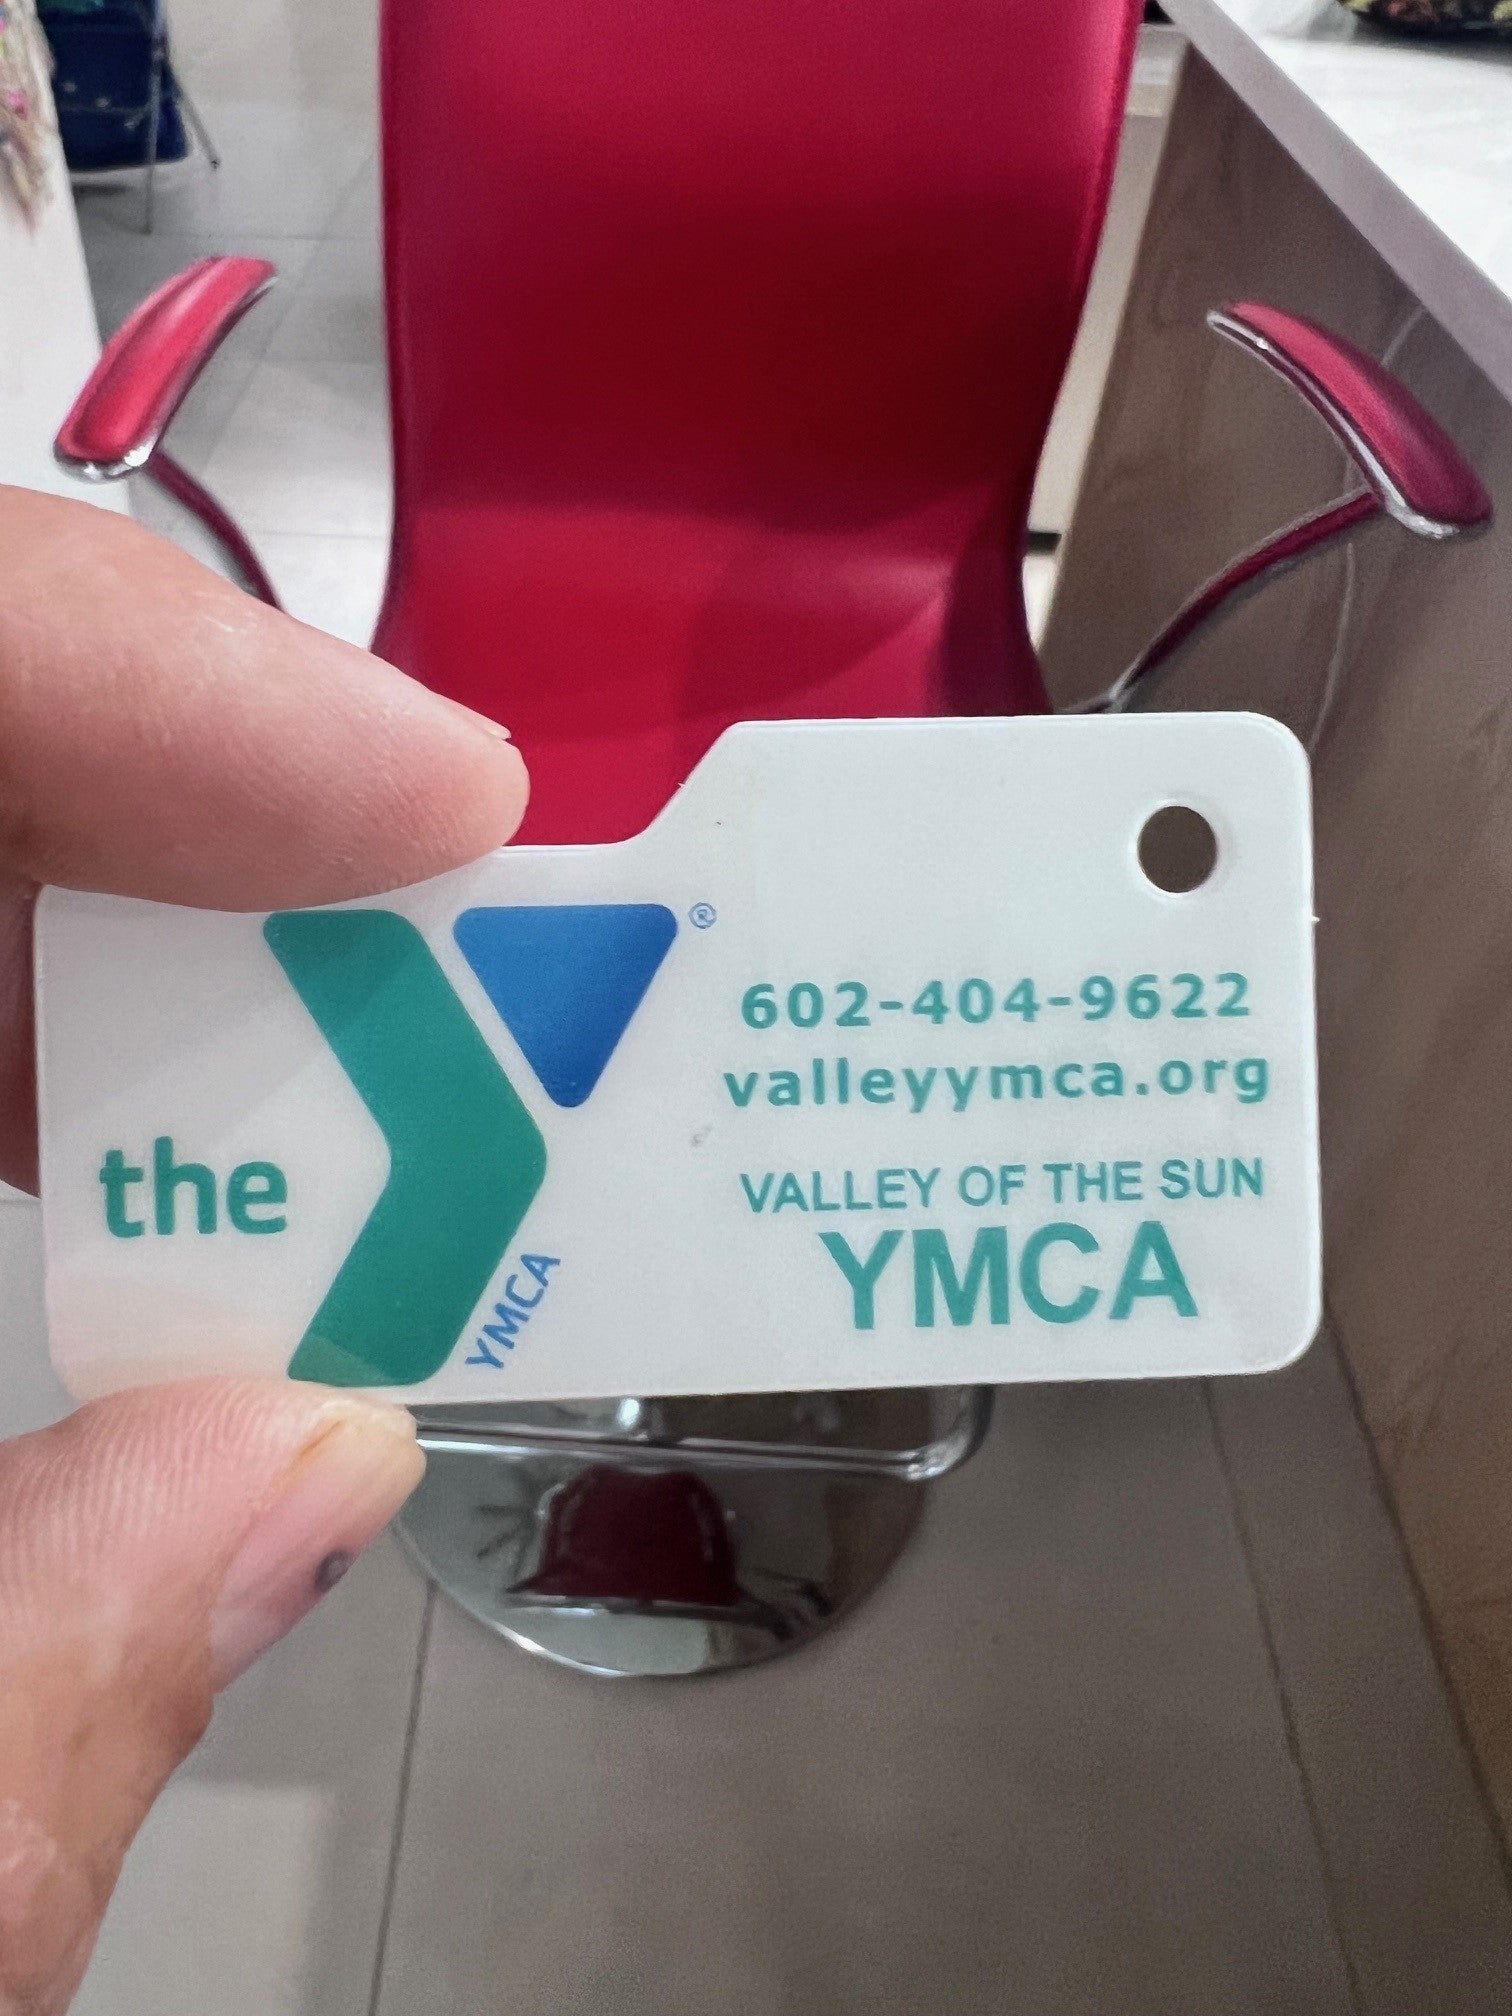 the
YMCA
®
602-404-9622
valleyymca.org
VALLEY OF THE SUN
YMCA